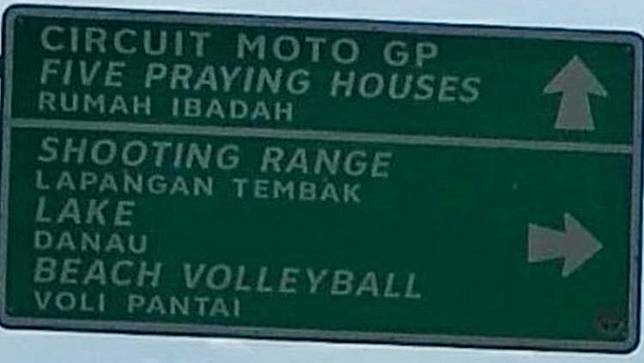 CIRCUIT MOTO GP
FIVE PRAYING HOUSES
RUMAH IBADAH
SHOOTING RANGE
LAPANGAN TEMBAK
LAKE
DANAU
BEACH VOLLEYBALL
VOLI PANTAI